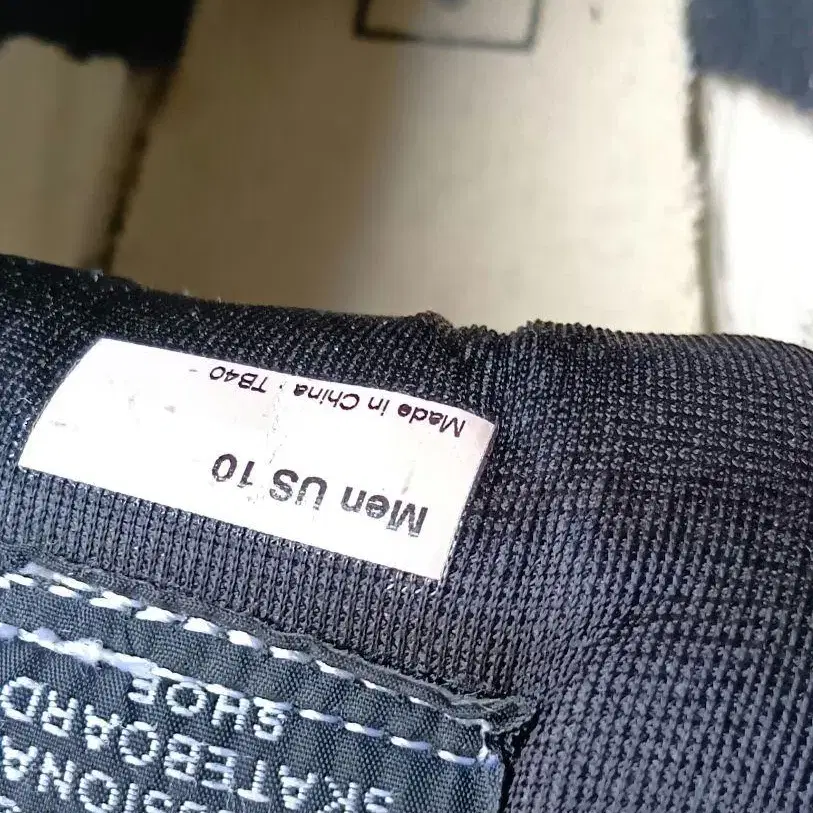 SKATEBOARD
SHOE
Men US 10
Made in China · TB40